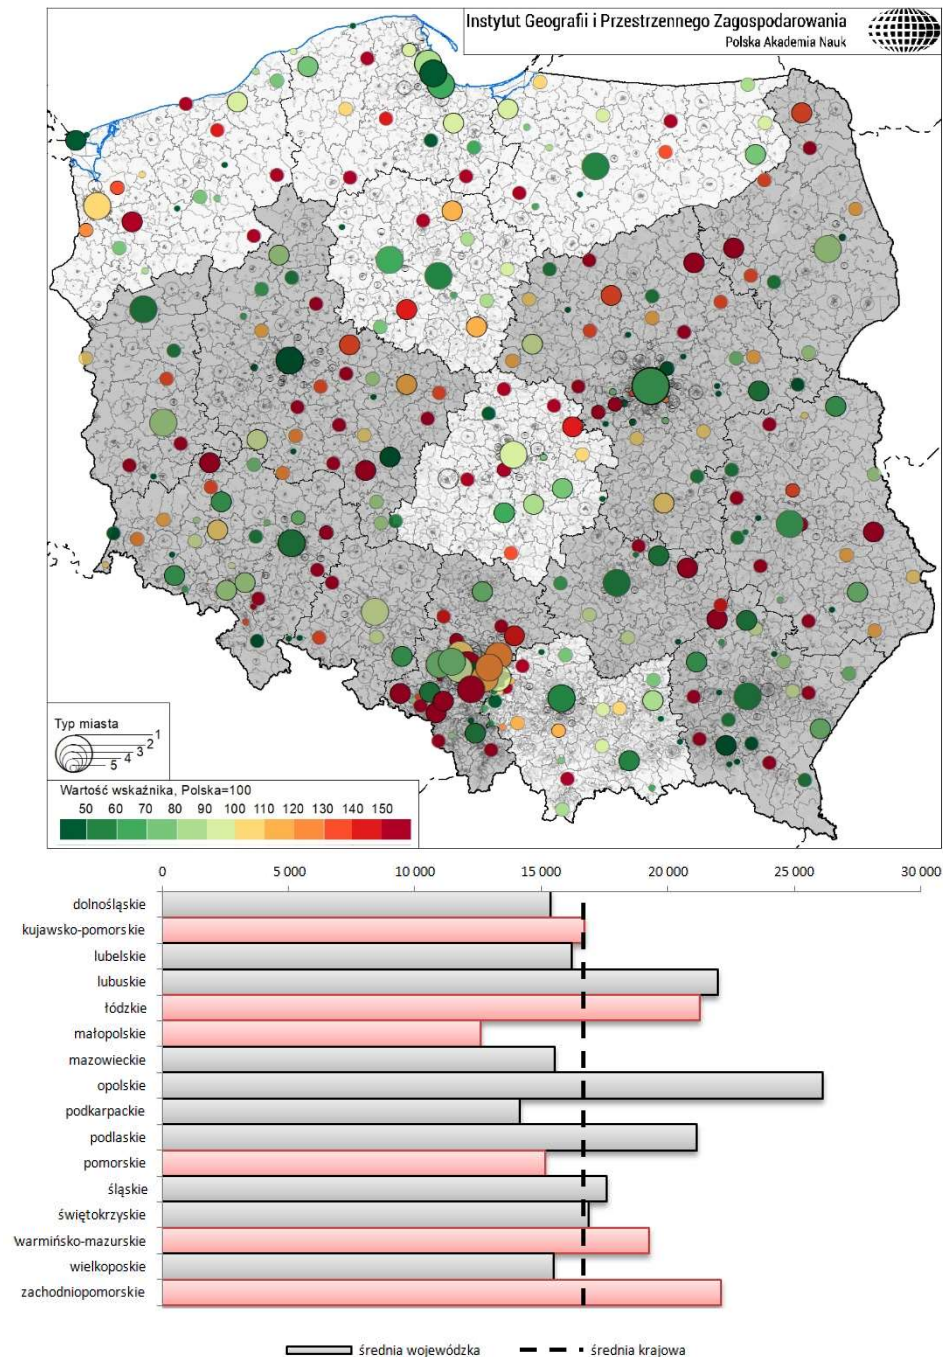 Instytut Geografii i Przestrzennego Zagospodarowania
Polska Akademia Nauk
Typ miasta
1
2
3
4
5
Wartość wskaźnika, Polska=100
50 60 70 80 90 100 110 120 130 140 150
0 5 000 10 000 15 000 20 000 25 000 30 000
dolnośląskie
kujawsko-pomorskie
lubelskie
lubuskie
łódzkie
małopolskie
mazowieckie
opolskie
podkarpackie
podlaskie
pomorskie
śląskie
świętokrzyskie
warmińsko-mazurskie
wielkoposkie
zachodniopomorskie
średnia wojewódzka średnia krajowa